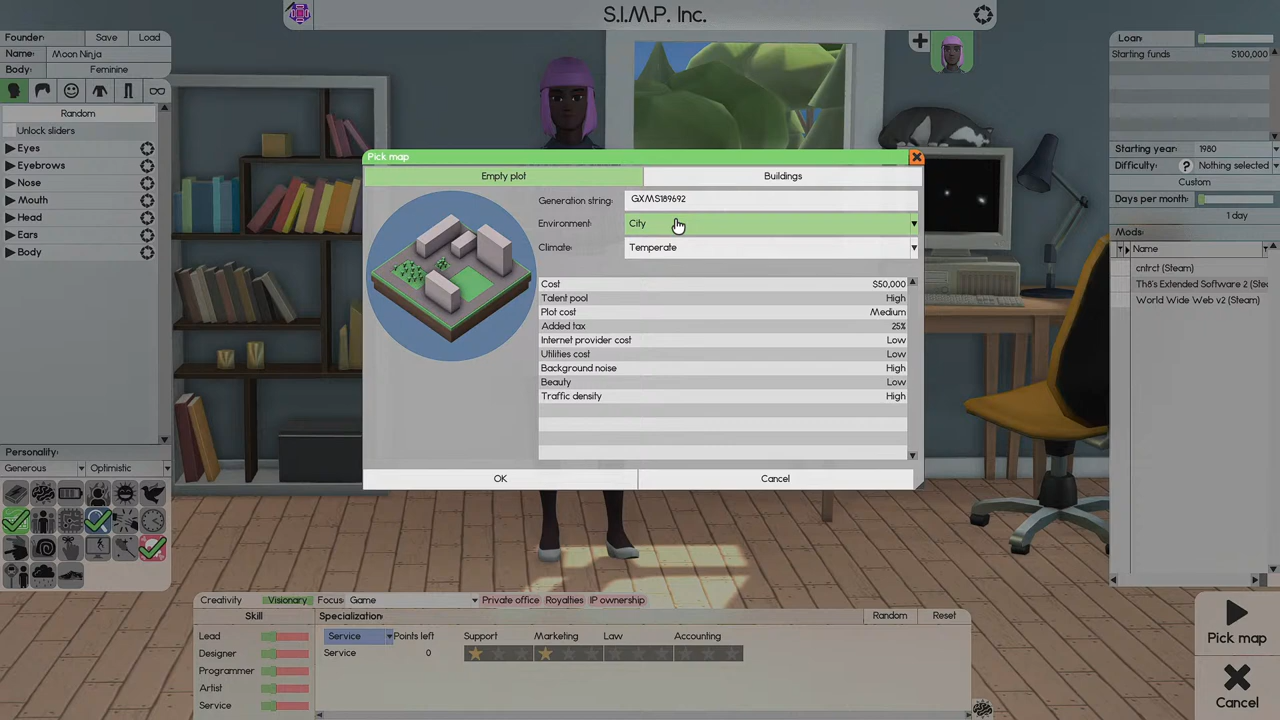 S.I.M.P. Inc.
Founder: Save Load
Name: Moon Ninja
Body: Feminine
Random
Unlock sliders
Eyes
Eyebrows
Nose
Mouth
Head
Ears
Body
Personality:
Generous Optimistic
Pick map
Empty plot Buildings
Generation string: GXMS189692
Environment: City
Climate: Temperate
Cost $50,000
Talent pool High
Plot cost Medium
Added tax 25%
Internet provider cost Low
Utilities cost Low
Background noise High
Beauty Low
Traffic density High
OK Cancel
Loan:
Starting funds $100,000
Starting year: 1980
Difficulty: ? Nothing selected
Custom
Days per month:
1 day
Mods:
Name
cntrct (Steam)
Th8's Extended Software 2 (Stea
World Wide Web v2 (Steam)
Creativity Visionary Focus: Game Private office Royalties IP ownership
Skill Specialization: Random Reset
Lead Service Points left Support Marketing Law Accounting
Designer Service 0
Programmer
Artist
Service
Pick map
Cancel